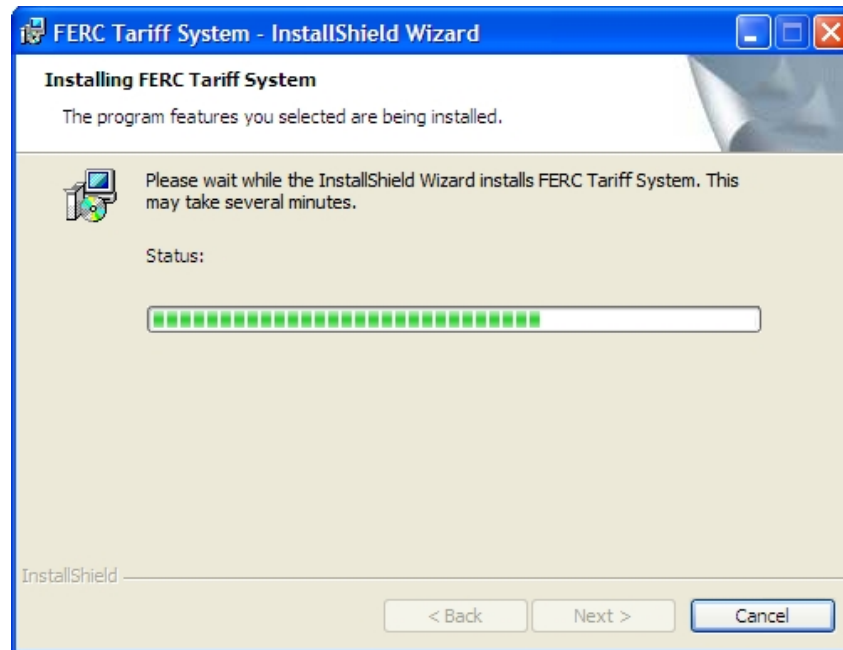 FERC Tariff System - InstallShield Wizard
Installing FERC Tariff System
The program features you selected are being installed.
Please wait while the InstallShield Wizard installs FERC Tariff System. This
may take several minutes.
Status:
InstallShield
< Back
Next >
Cancel